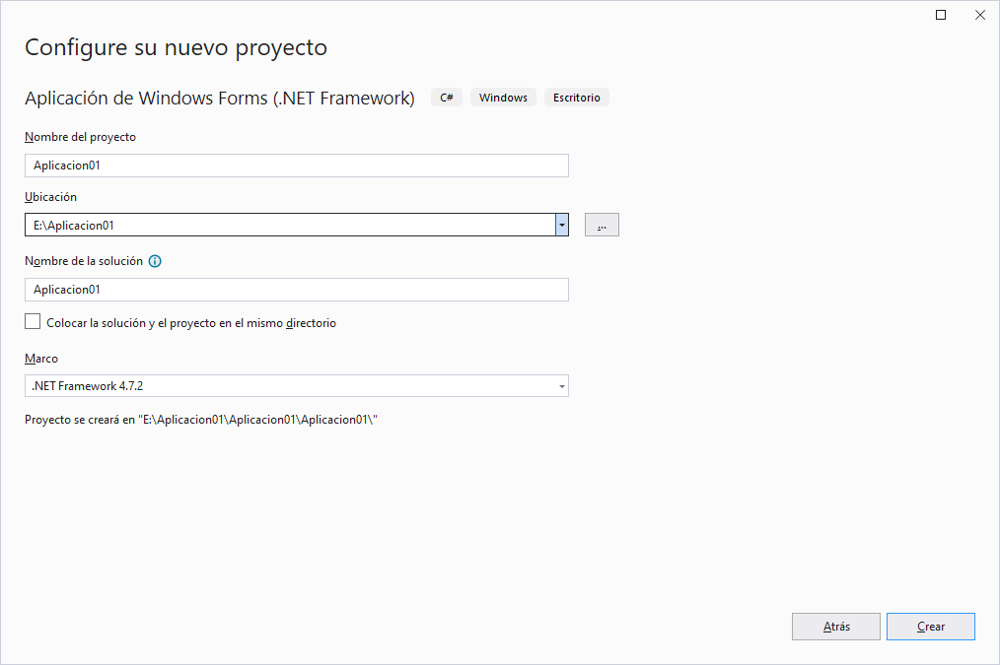 Configure su nuevo proyecto
Aplicación de Windows Forms (.NET Framework) C# Windows Escritorio
Nombre del proyecto
Aplicacion01
Ubicación
E:\Aplicacion01
...
Nombre de la solución
Aplicacion01
Colocar la solución y el proyecto en el mismo directorio
Marco
.NET Framework 4.7.2
Proyecto se creará en "E:\Aplicacion01\Aplicacion01\Aplicacion01\"
Atrás Crear